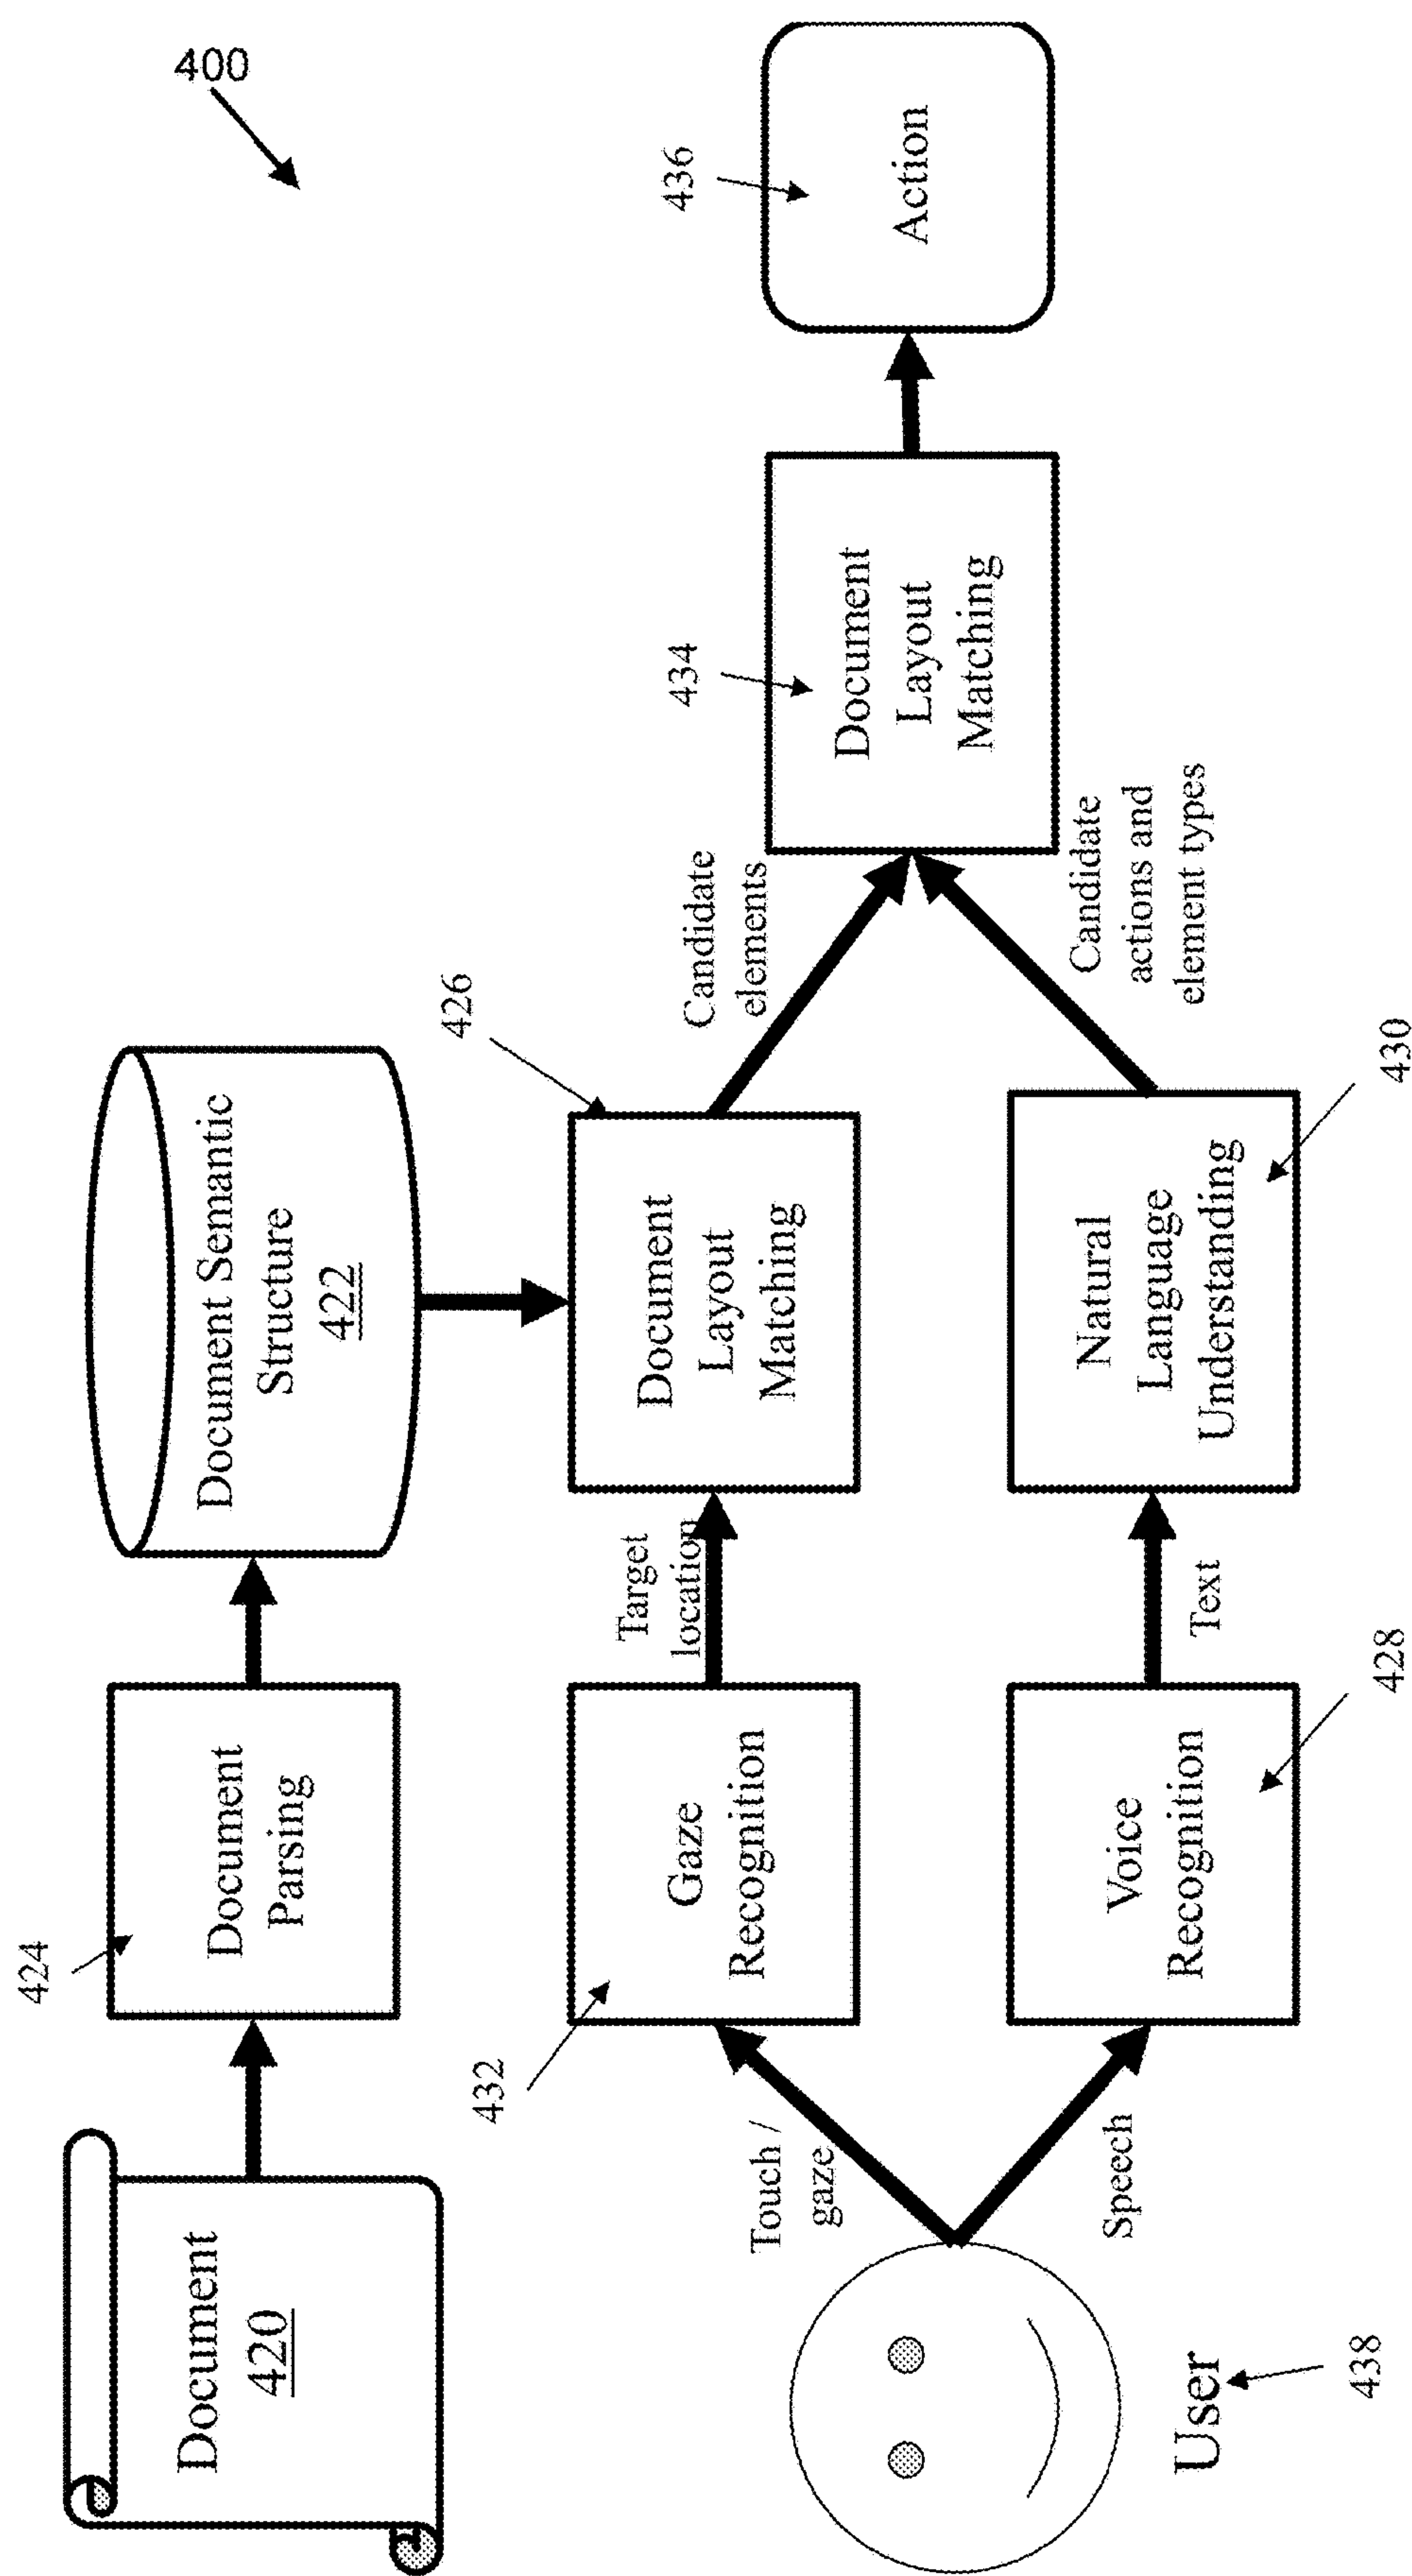 400
Document
420
424
Document
Parsing
Document Semantic
Structure
422
432
Gaze
Recognition
Target
location
426
Document
Layout
Matching
Candidate
elements
434
Document
Layout
Matching
436
Action
Touch /
gaze
Speech
User
438
Voice
Recognition
428
Text
Natural
Language
Understanding
430
Candidate
actions and
element types